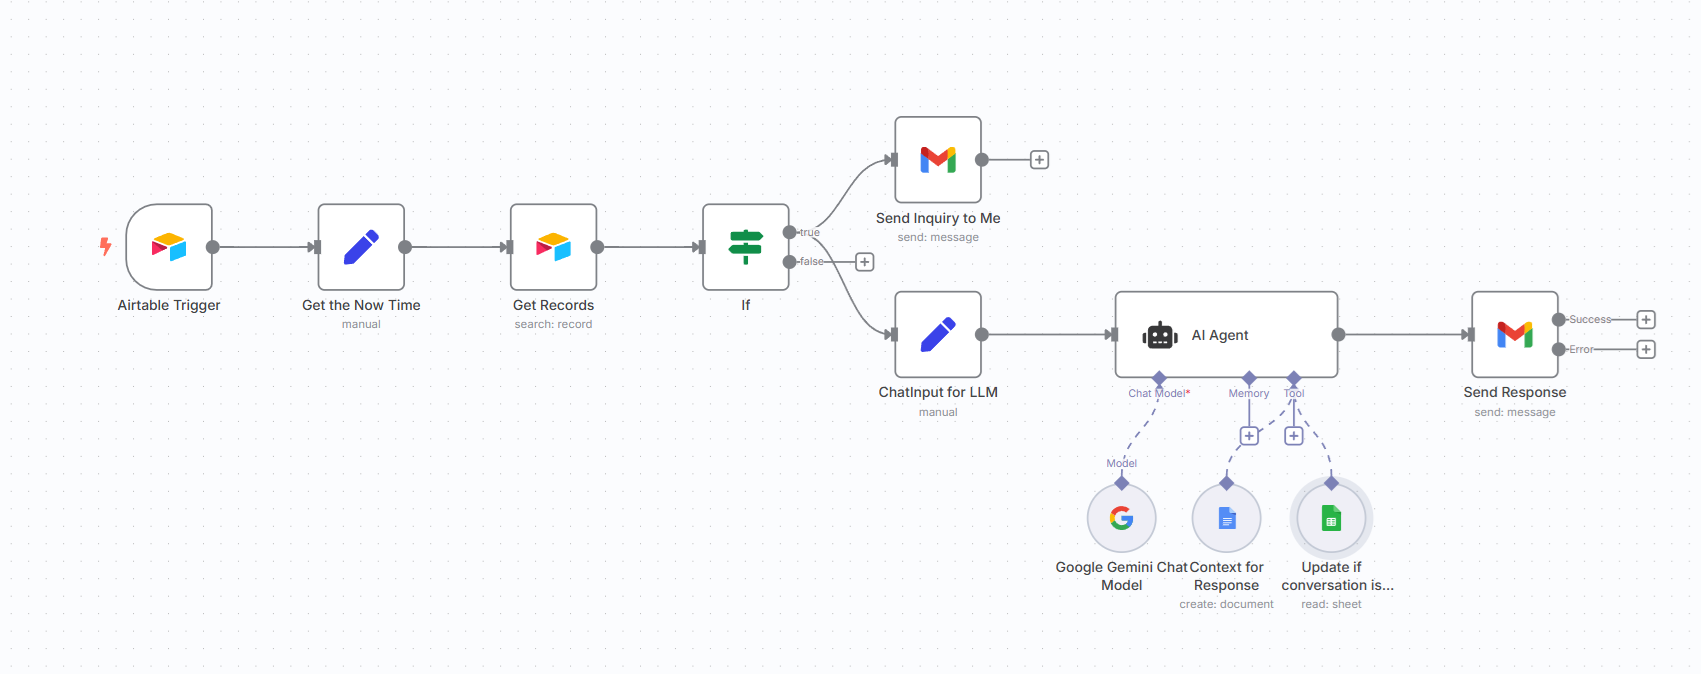 Airtable Trigger
Get the Now Time
manual
Get Records
search: record
If
true
false
Send Inquiry to Me
send: message
ChatInput for LLM
manual
AI Agent
Chat Model*
Memory
Tool
Model
Google Gemini Chat
Model
Context for
Response
create: document
Update if
conversation is...
read: sheet
Success
Error
Send Response
send: message